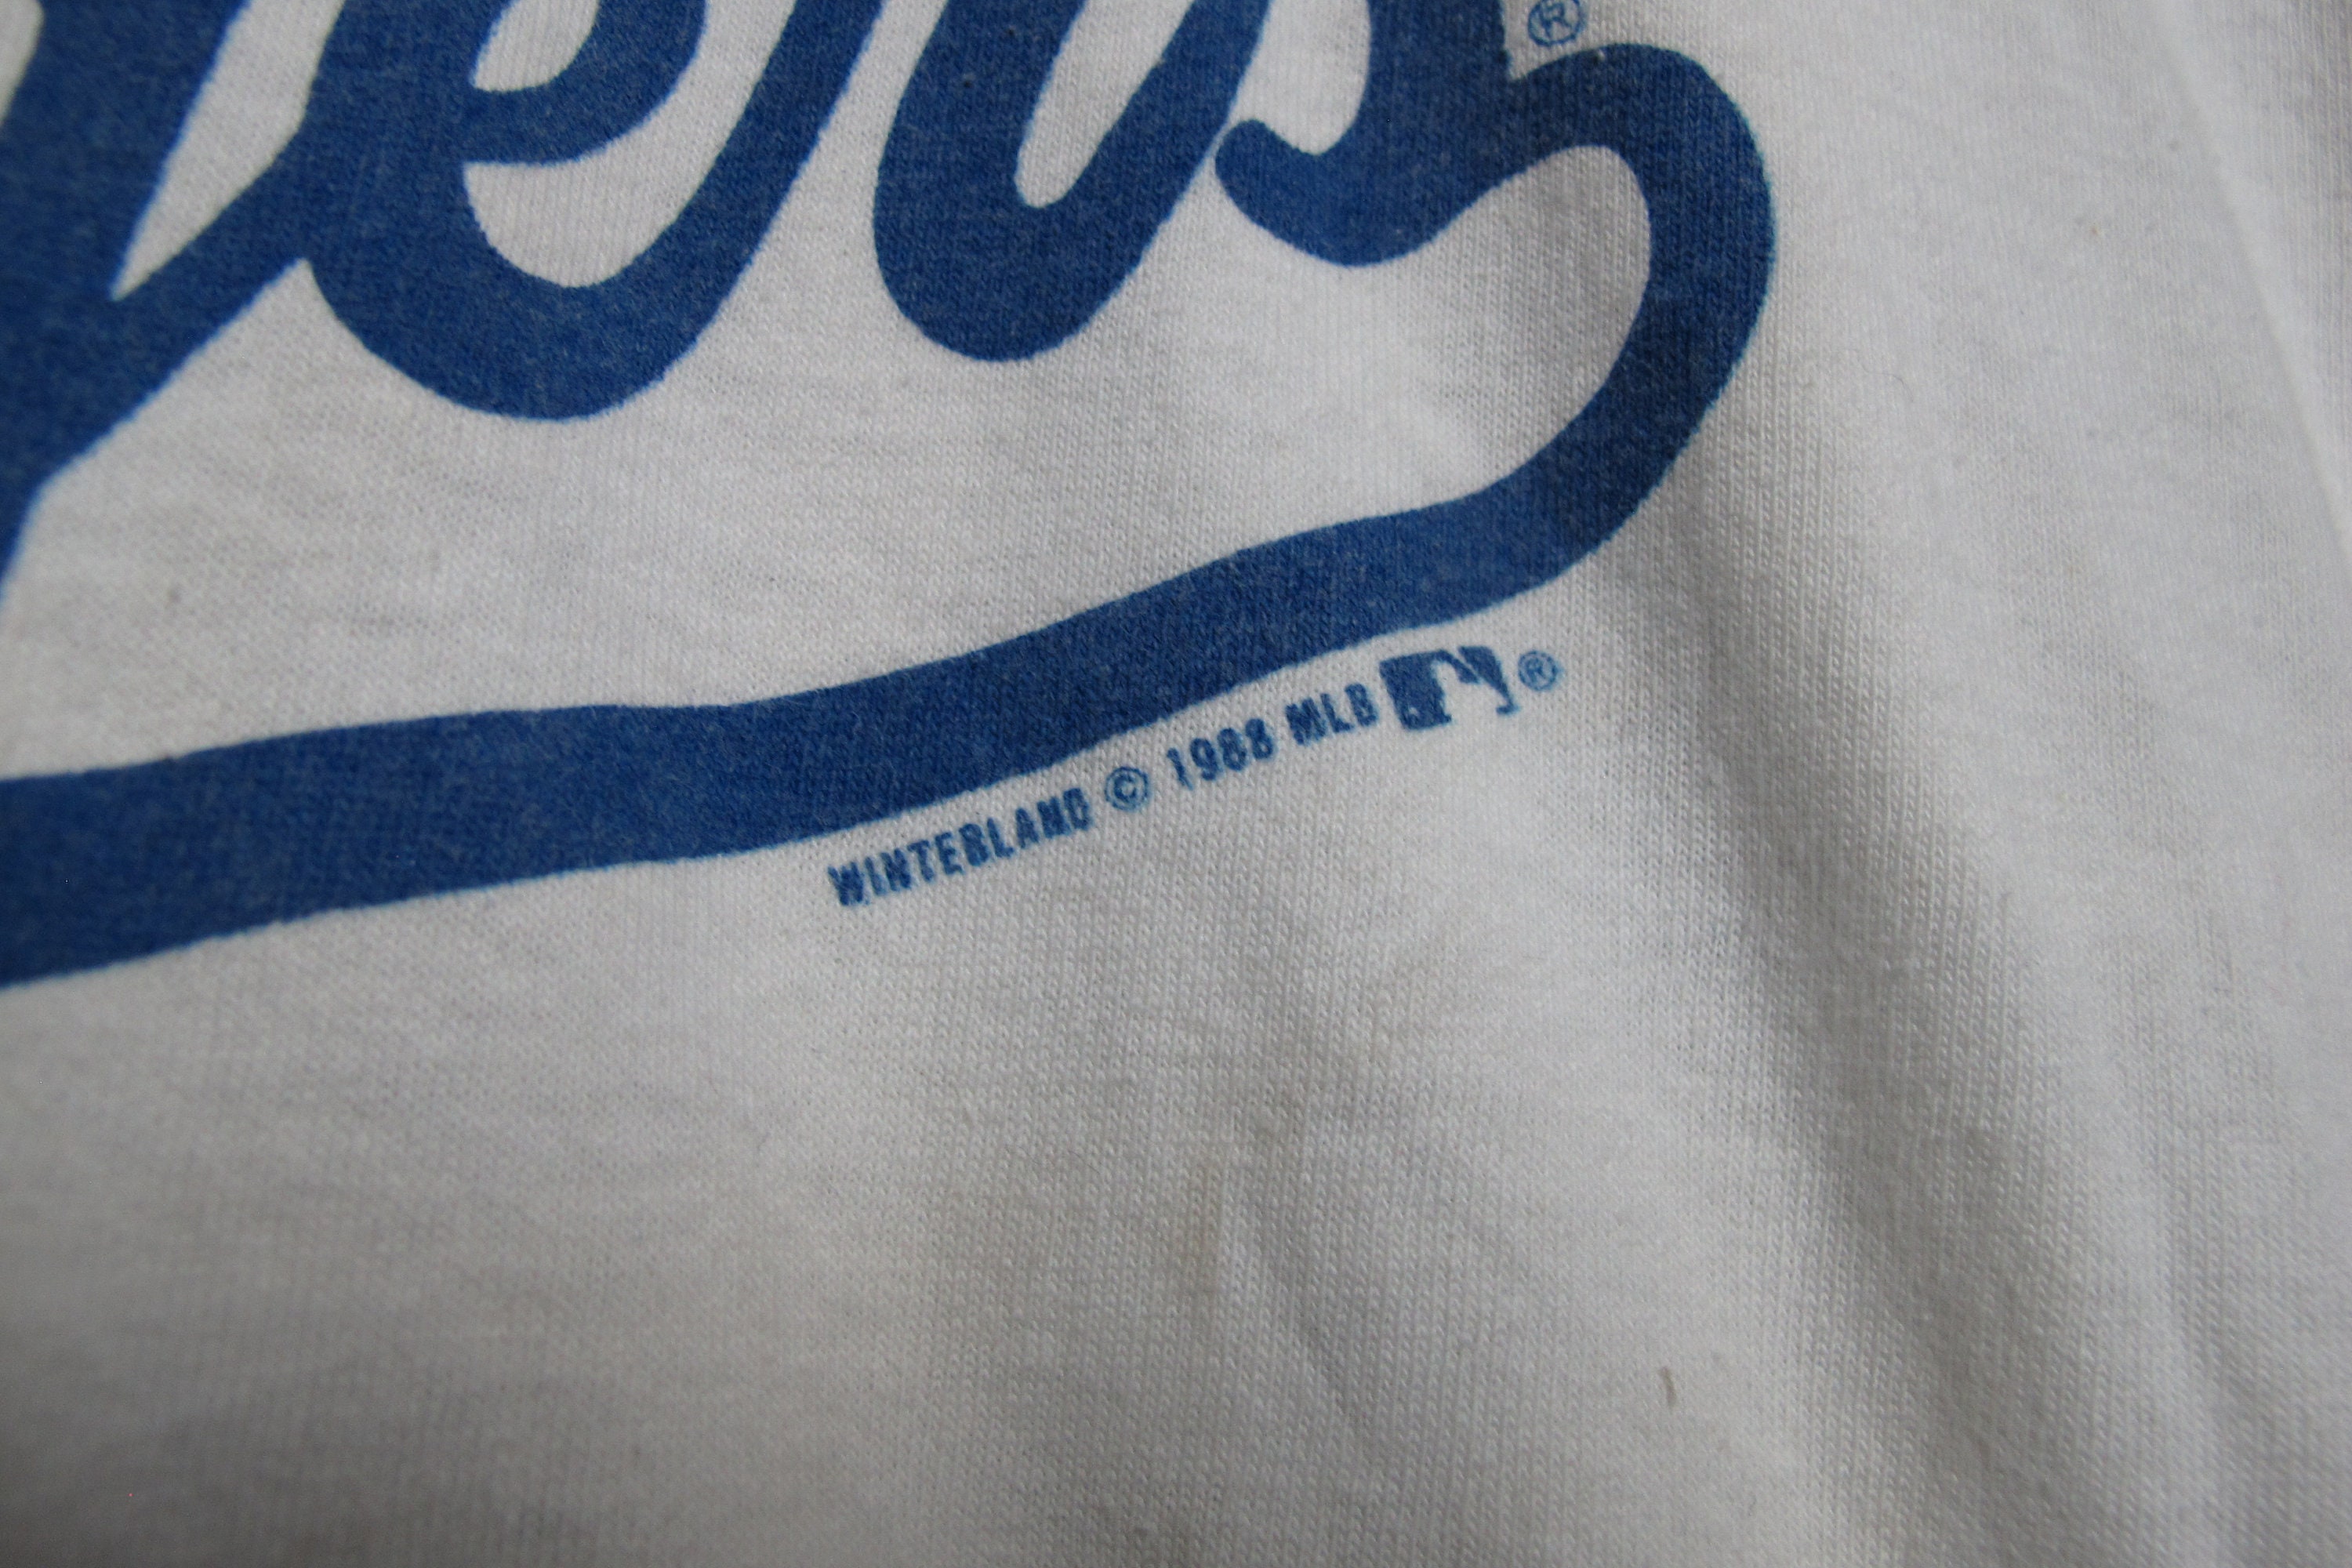 ers ®
WINTERLAND © 1988 MLB ®